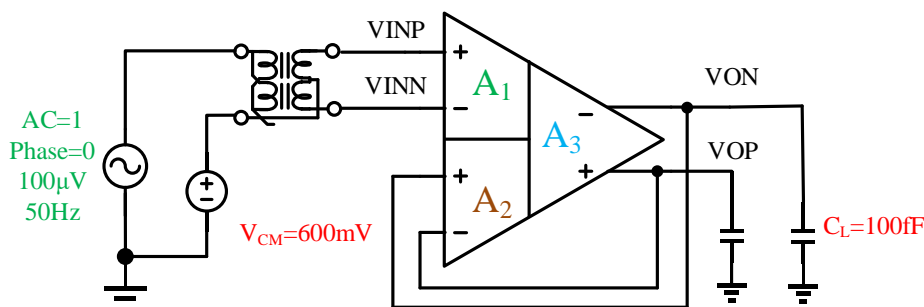 VINP
VINN
VON
VOP
+
−
A1
−
A3
+
+
A2
−
AC=1
Phase=0
100µV
50Hz
+
−
VCM=600mV
CL=100fF